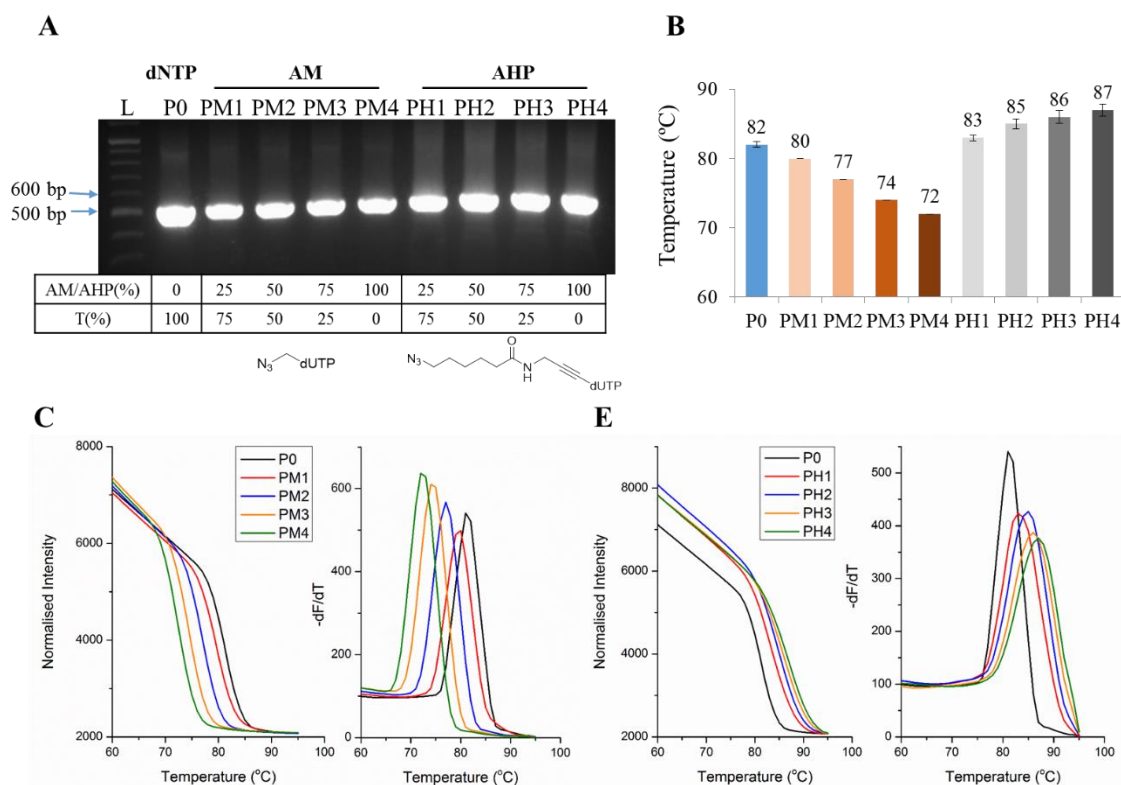 A
dNTP AM AHP
L P0 PM1 PM2 PM3 PM4 PH1 PH2 PH3 PH4
600 bp
500 bp
AM/AHP(%) 0 25 50 75 100 25 50 75 100
T(%) 100 75 50 25 0 75 50 25 0
N3 dUTP
N3 O N H dUTP
B
Temperature (ºC)
90
80
70
60
82 80 77 74 72 83 85 86 87
P0 PM1 PM2 PM3 PM4 PH1 PH2 PH3 PH4
C
Normalised Intensity
8000
6000
4000
2000
P0
PM1
PM2
PM3
PM4
60 70 80 90 100
Temperature (°C)
-dF/dT
600
400
200
0
60 70 80 90 100
Temperature (°C)
E
Normalised Intensity
8000
6000
4000
2000
P0
PH1
PH2
PH3
PH4
60 70 80 90 100
Temperature (°C)
-dF/dT
500
400
300
200
100
0
60 70 80 90 100
Temperature (°C)